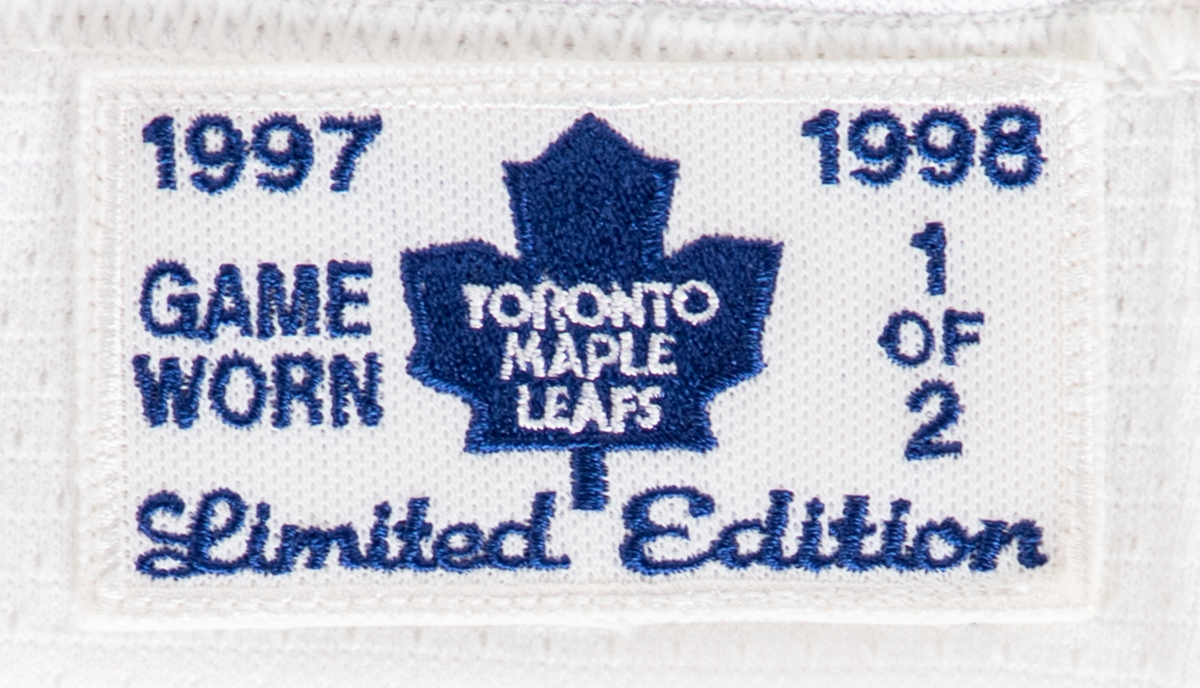 1997
1998
GAME
WORN
TORONTO
MAPLE
LEAFS
1
OF
2
Limited Edition